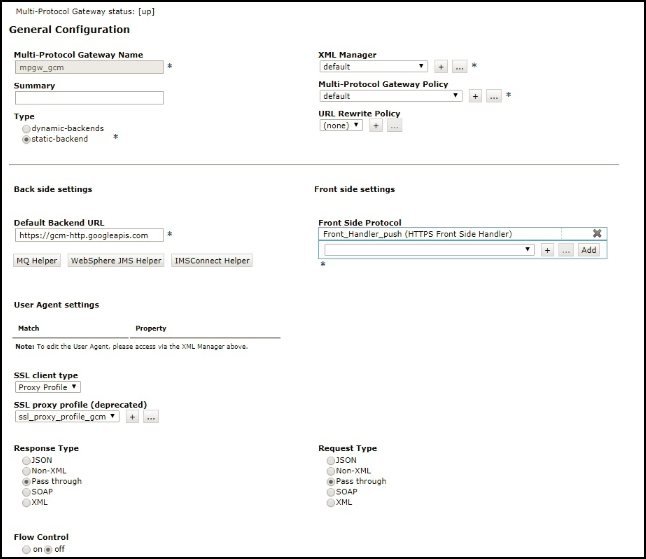 Multi-Protocol Gateway status: [up]
General Configuration
Multi-Protocol Gateway Name
mpgw_gcm *
Summary
Type
dynamic-backends
static-backend *
XML Manager
default + ... *
Multi-Protocol Gateway Policy
default + ... *
URL Rewrite Policy
(none) + ...
Back side settings
Front side settings
Default Backend URL
https://gcm-http.googleapis.com *
MQ Helper WebSphere JMS Helper IMSConnect Helper
Front Side Protocol
Front_Handler_push (HTTPS Front Side Handler)
+ ... Add
*
User Agent settings
Match Property
Note: To edit the User Agent, please access via the XML Manager above.
SSL client type
Proxy Profile
SSL proxy profile (deprecated)
ssl_proxy_profile_gcm + ...
Response Type
JSON
Non-XML
Pass through
SOAP
XML
Request Type
JSON
Non-XML
Pass through
SOAP
XML
Flow Control
on off